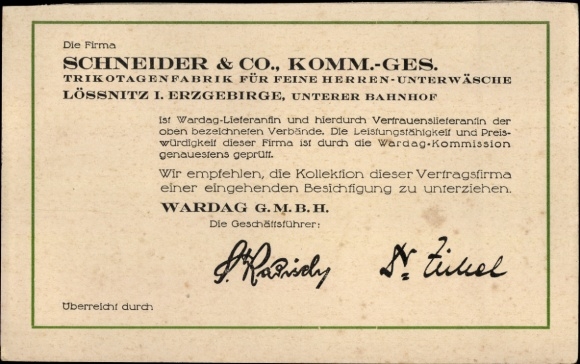 Die Firma
SCHNEIDER & CO., KOMM.-GES.
TRIKOTAGENFABRIK FÜR FEINE HERREN-UNTERWÄSCHE
LÖSSNITZ I. ERZGEBIRGE, UNTERER BAHNHOF
ist Wardag-Lieferantin und hierdurch Vertrauenslieferantin der
oben bezeichneten Verbände. Die Leistungsfähigkeit und Preis-
würdigkeit dieser Firma ist durch die Wardag-Kommission
genauestens geprüft.
Wir empfehlen, die Kollektion dieser Vertragsfirma
einer eingehenden Besichtigung zu unterziehen.
WARDAG G.M.B.H.
Die Geschäftsführer:
Dr.
Überreicht durch